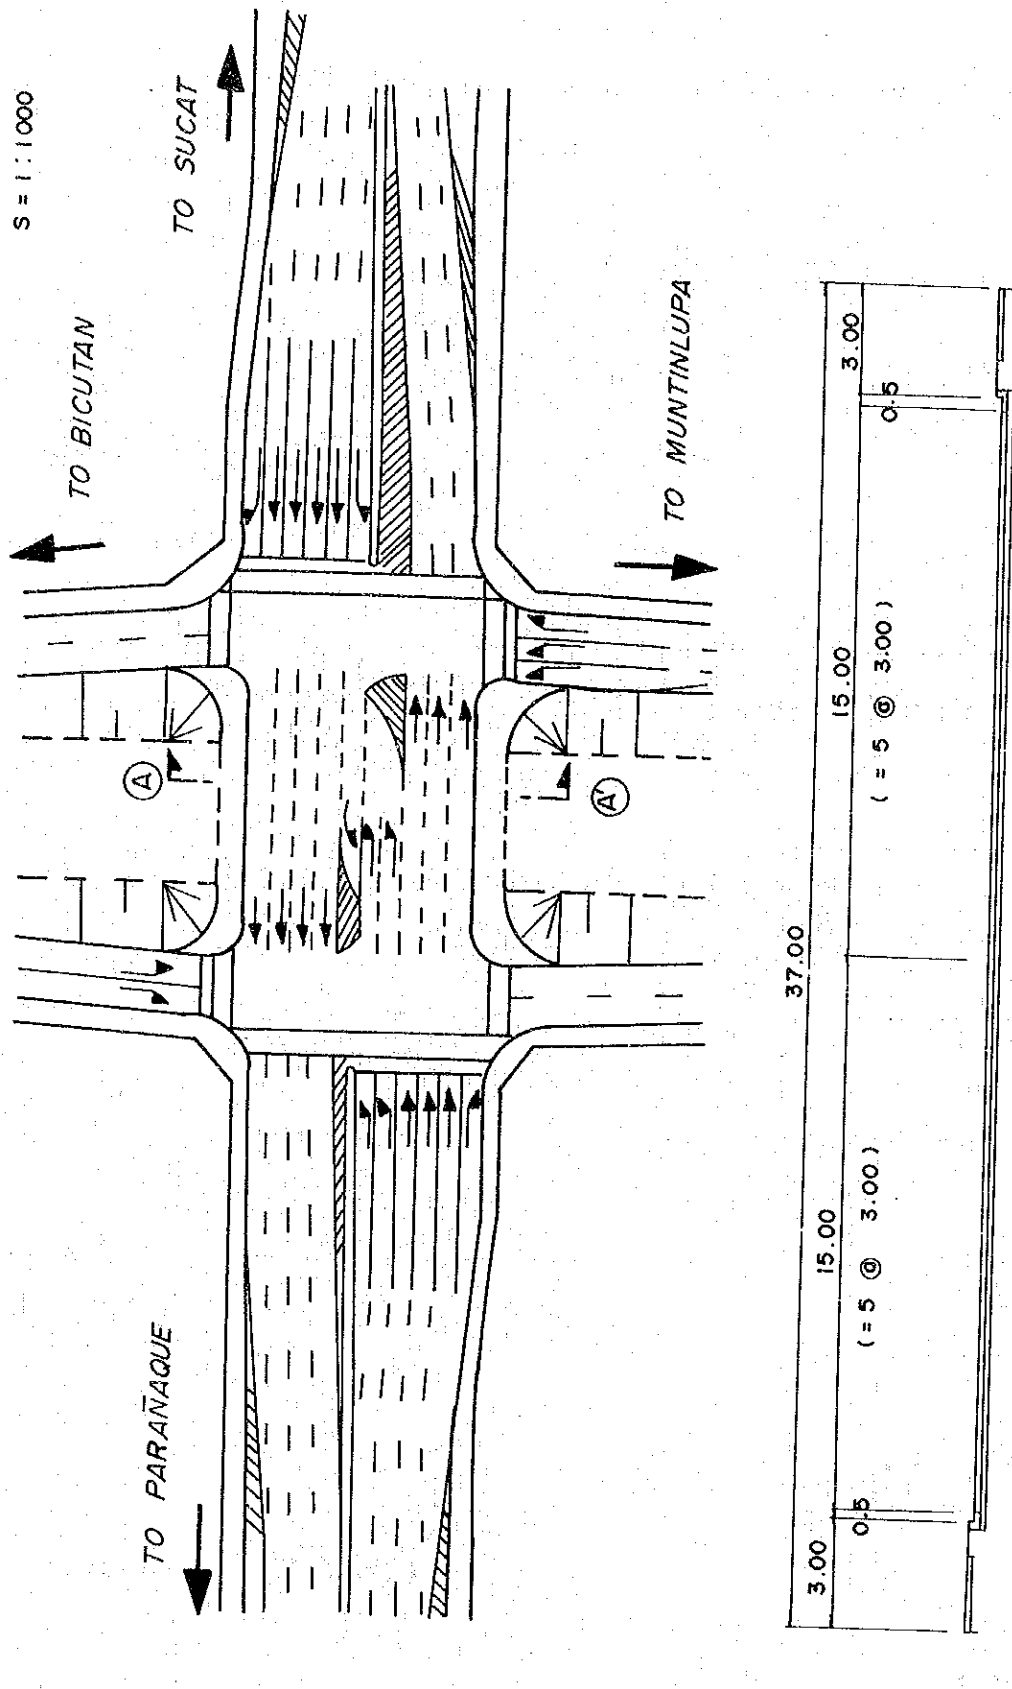 S = 1 : 1000
TO SUCAT
TO BICUTAN
TO MUNTINLUPA
TO PARAÑAQUE
A
A'
37.00
3.00
15.00
15.00
3.00
0.5
( = 5 @ 3.00 )
( = 5 @ 3.00 )
0.5